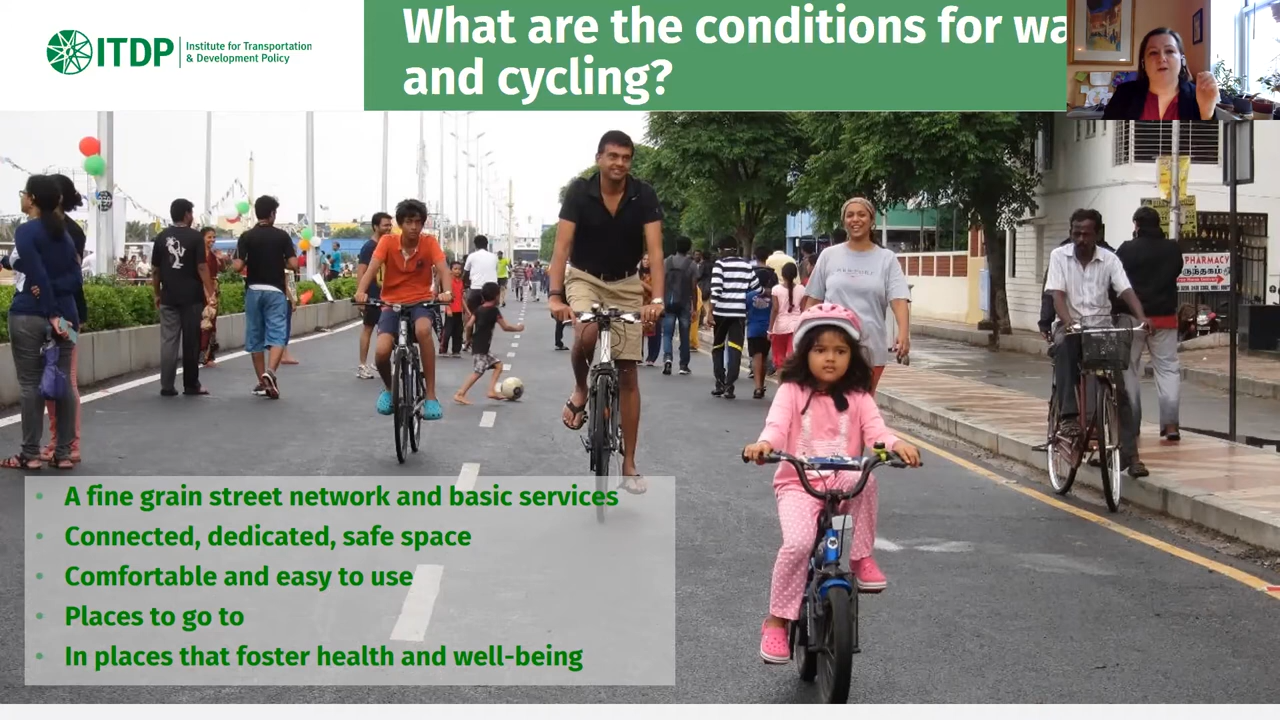 ITDP
Institute for Transportation
& Development Policy
What are the conditions for wa
and cycling?
PHARMACY
• A fine grain street network and basic services
• Connected, dedicated, safe space
• Comfortable and easy to use
• Places to go to
• In places that foster health and well-being